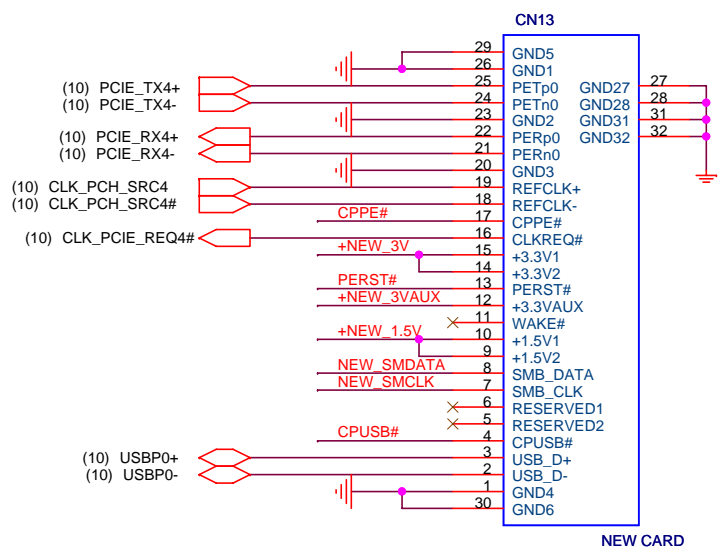 CN13
29 GND5
26 GND1
(10) PCIE_TX4+ 25 PETp0 GND27 27
(10) PCIE_TX4- 24 PETn0 GND28 28
23 GND2 GND31 31
(10) PCIE_RX4+ 22 PERp0 GND32 32
(10) PCIE_RX4- 21 PERn0
20 GND3
(10) CLK_PCH_SRC4 19 REFCLK+
(10) CLK_PCH_SRC4# 18 REFCLK-
CPPE# 17 CPPE#
(10) CLK_PCIE_REQ4# 16 CLKREQ#
+NEW_3V 15 +3.3V1
14 +3.3V2
PERST# 13 PERST#
+NEW_3VAUX 12 +3.3VAUX
11 WAKE#
+NEW_1.5V 10 +1.5V1
9 +1.5V2
NEW_SMDATA 8 SMB_DATA
NEW_SMCLK 7 SMB_CLK
6 RESERVED1
5 RESERVED2
CPUSB# 4 CPUSB#
(10) USBP0+ 3 USB_D+
(10) USBP0- 2 USB_D-
1 GND4
30 GND6
NEW CARD